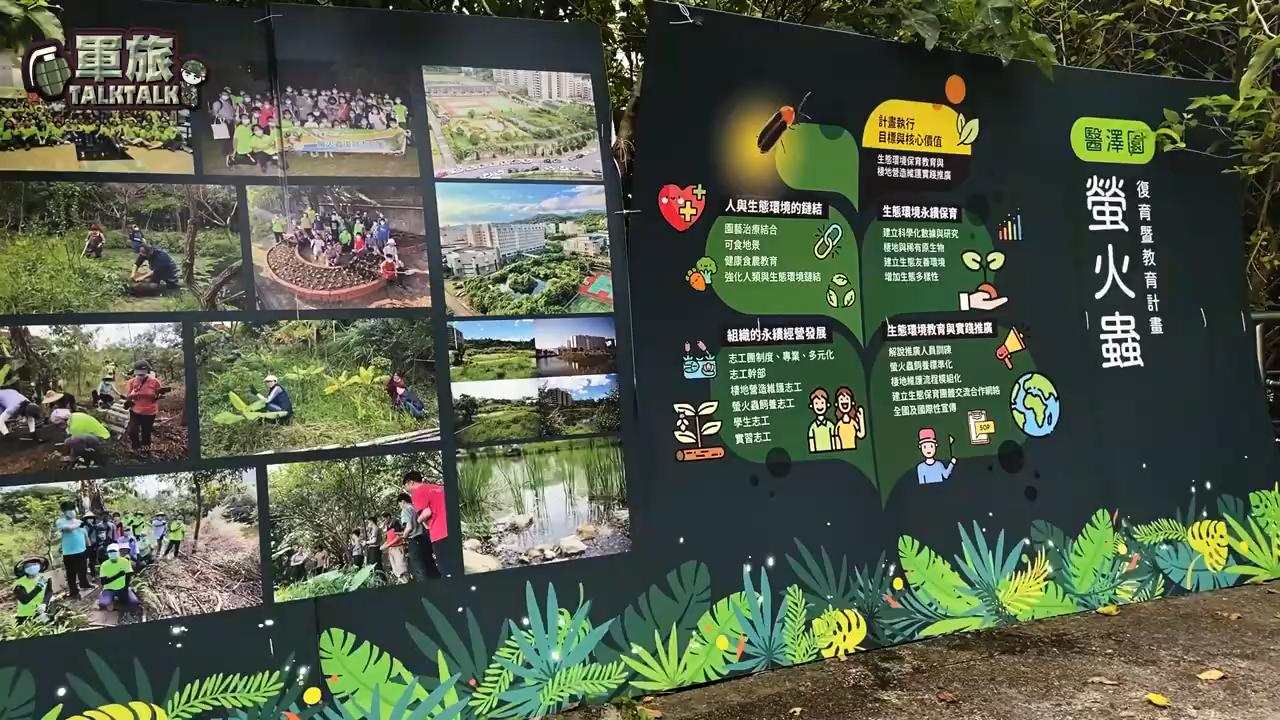 軍旅
TALKTALK
計畫執行
目標與核心價值
生態環境保育教育與
棲地營造維護實踐推廣
人與生態環境的鏈結
園藝治療結合
可食地景
健康食農教育
強化人類與生態環境鏈結
生態環境永續保育
建立科學化數據與研究
棲地與稀有原生物
建立生態友善環境
增加生態多樣性
組織的永續經營發展
志工團制度、專業、多元化
志工幹部
棲地營造維護志工
螢火蟲飼養志工
學生志工
實習志工
生態環境教育與實踐推廣
解說推廣人員訓練
螢火蟲飼養標準化
棲地維護流程模組化
建立生態保育團體交流合作網絡
全國及國際性宣傳
SOP
醫澤園
螢火蟲
復育暨教育計畫